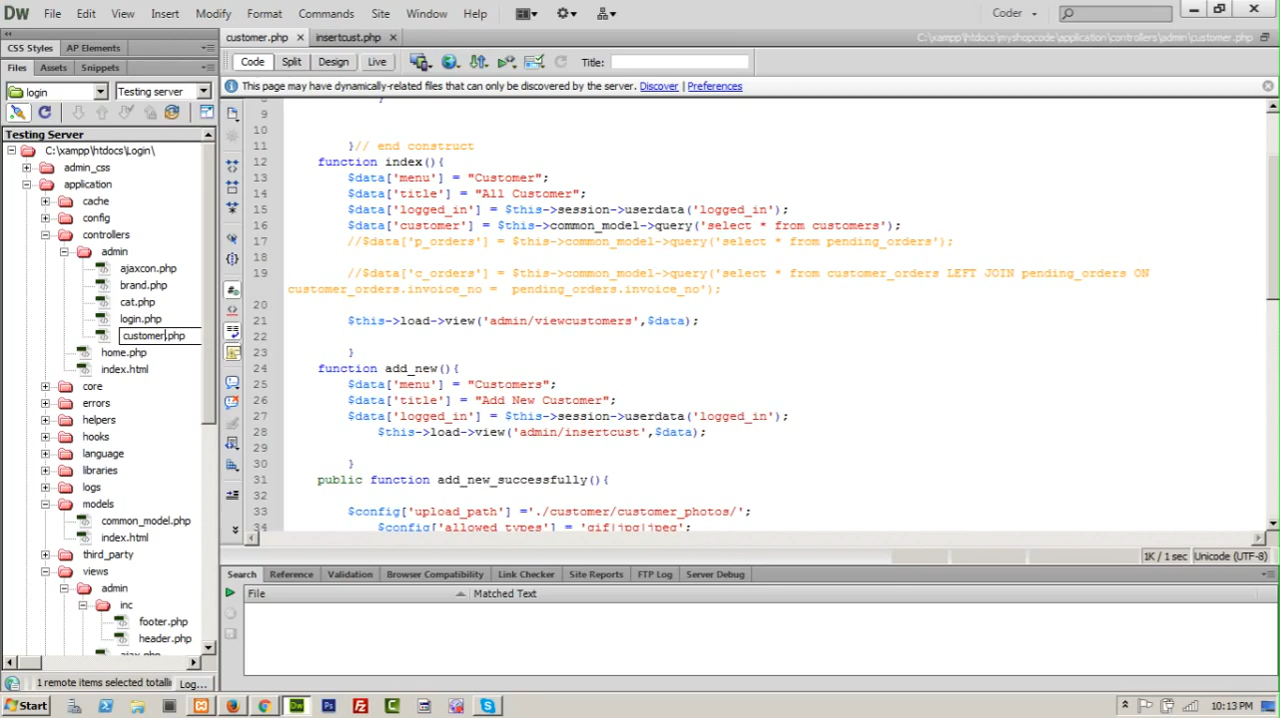 DW File Edit View Insert Modify Format Commands Site Window Help Coder
customer.php × insertcust.php × C:\xampp\htdocs\myshopcode\application\controllers\admin\customer.php
CSS Styles AP Elements
Files Assets Snippets
Code Split Design Live Title:
This page may have dynamically-related files that can only be discovered by the server. Discover Preferences
login Testing server
Testing Server
C:\xampp\htdocs\Login\
admin_css
application
cache
config
controllers
admin
ajaxcon.php
brand.php
cat.php
login.php
customer.php
home.php
index.html
core
errors
helpers
hooks
language
libraries
logs
models
common_model.php
index.html
third_party
views
admin
inc
footer.php
header.php
1 remote items selected totalli Log...
9 }
10
11 }// end construct
12 function index(){
13 $data['menu'] = "Customer";
14 $data['title'] = "All Customer";
15 $data['logged_in'] = $this->session->userdata('logged_in');
16 $data['customer'] = $this->common_model->query('select * from customers');
17 //$data['p_orders'] = $this->common_model->query('select * from pending_orders');
18
19 //$data['c_orders'] = $this->common_model->query('select * from customer_orders LEFT JOIN pending_orders ON
customer_orders.invoice_no =  pending_orders.invoice_no');
20
21 $this->load->view('admin/viewcustomers',$data);
22
23 }
24 function add_new(){
25 $data['menu'] = "Customers";
26 $data['title'] = "Add New Customer";
27 $data['logged_in'] = $this->session->userdata('logged_in');
28 $this->load->view('admin/insertcust',$data);
29
30 }
31 public function add_new_successfully(){
32
33 $config['upload_path'] ='./customer/customer_photos/';
34 $config['allowed_types'] = 'gif|jpg|jpeg';
1K / 1 sec Unicode (UTF-8)
Search Reference Validation Browser Compatibility Link Checker Site Reports FTP Log Server Debug
File Matched Text
Start Dw Ps Fz C 10:13 PM